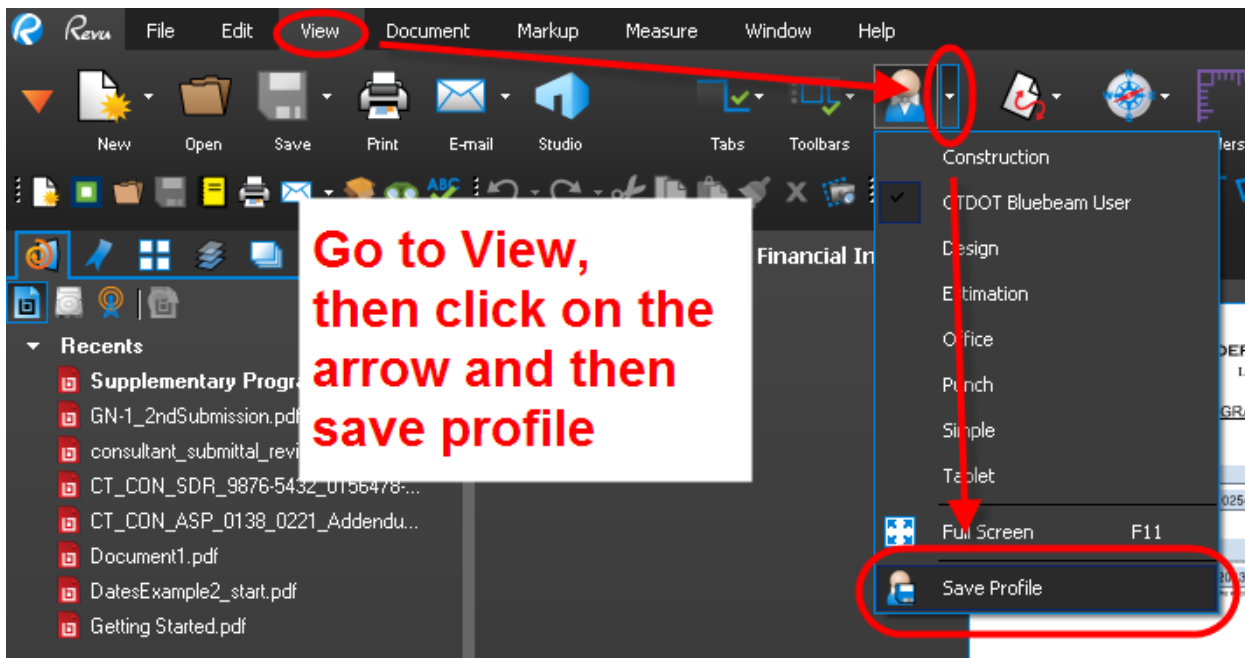 Revu File Edit View Document Markup Measure Window Help
New Open Save Print E-mail Studio Tabs Toolbars
ABC
Go to View,
then click on the
arrow and then
save profile
Financial
Recents
Supplementary
GN-1_2ndSubmission.pdf
consultant_submittal_revi
CT_CON_SDR_9876-5432_0156478-...
CT_CON_ASP_0138_0221_Addendu...
Document1.pdf
DatesExample2_start.pdf
Getting Started.pdf
Construction
CTDOT Bluebeam User
Design
Estimation
Office
Punch
Simple
Tablet
Full Screen F11
Save Profile